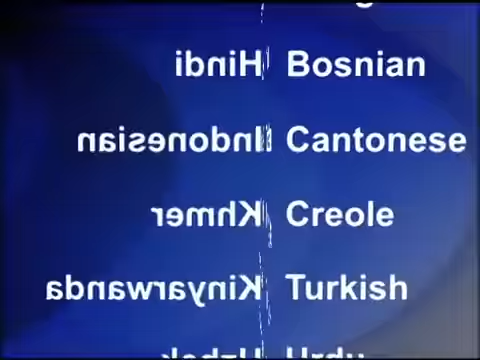 Hindi Bosnian
Indonesian Cantonese
Khmer Creole
Kinyarwanda Turkish